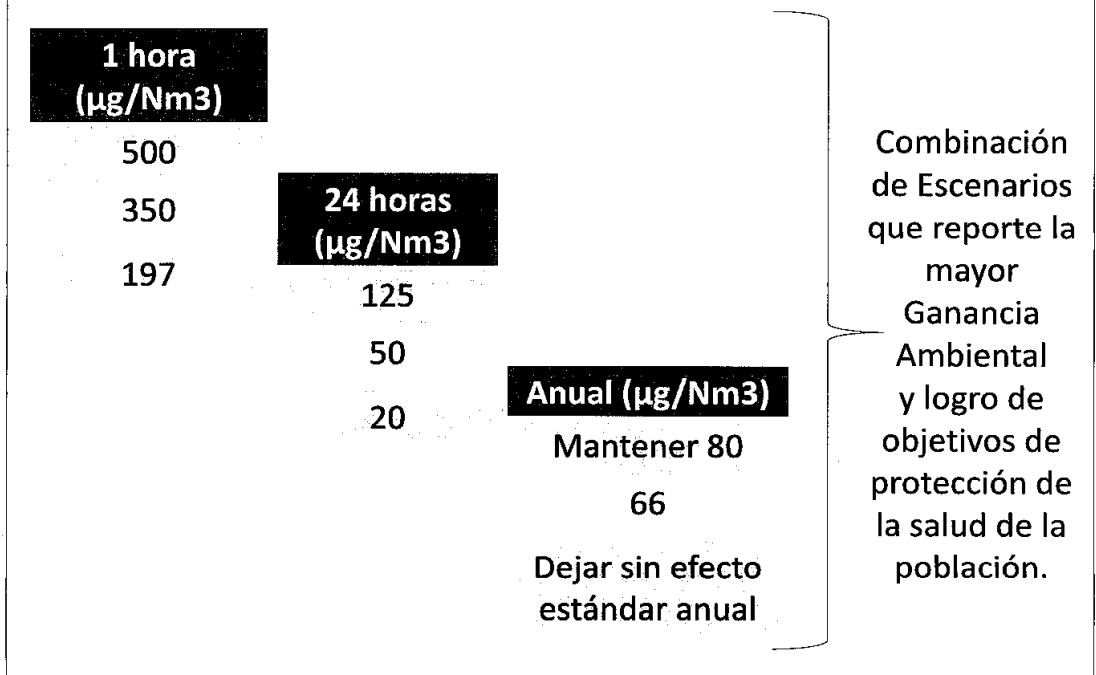 1 hora
(µg/Nm3)
500
350
197
24 horas
(µg/Nm3)
125
50
20
Anual (µg/Nm3)
Mantener 80
66
Dejar sin efecto
estándar anual
Combinación
de Escenarios
que reporte la
mayor
Ganancia
Ambiental
y logro de
objetivos de
protección de
la salud de la
población.